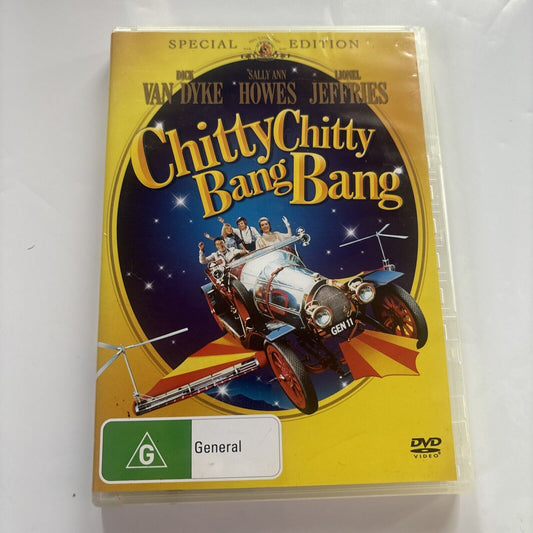 SPECIAL EDITION
DICK SALLY ANN LIONEL
VAN DYKE HOWES JEFFRIES
Chitty Chitty
Bang Bang
GEN 11
G General
DVD
VIDEO